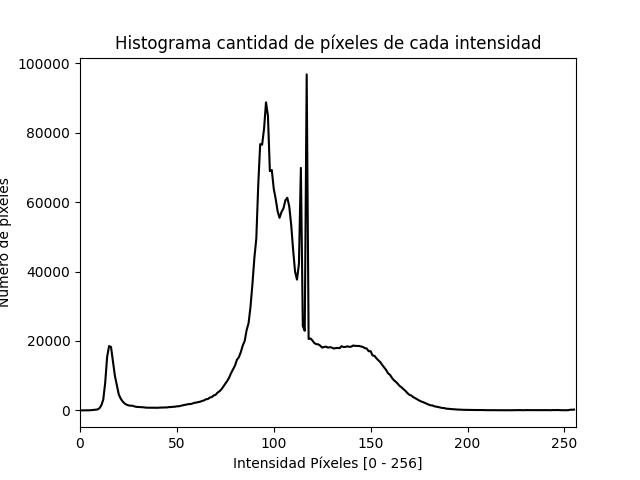 Histograma cantidad de píxeles de cada intensidad
100000
80000
60000
40000
20000
0
Número de píxeles
0 50 100 150 200 250
Intensidad Píxeles [0 - 256]